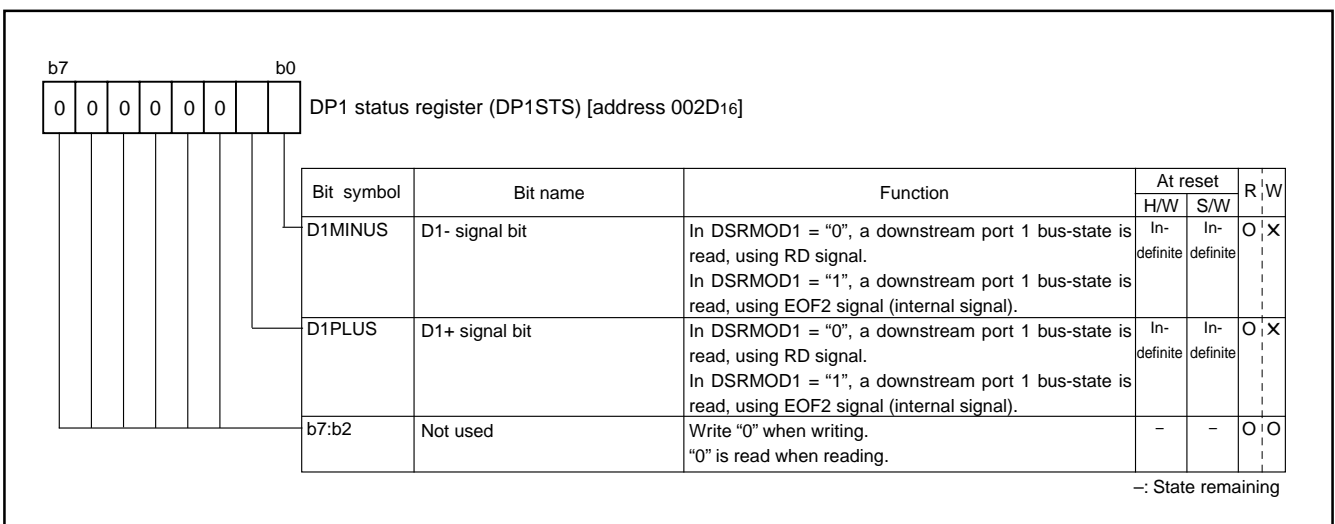 b7 b0
0 0 0 0 0 0 DP1 status register (DP1STS) [address 002D16]
Bit symbol Bit name Function At reset R W
H/W S/W
D1MINUS D1- signal bit In DSRMOD1 = “0”, a downstream port 1 bus-state is In- In- O X
read, using RD signal. definite definite
In DSRMOD1 = “1”, a downstream port 1 bus-state is
read, using EOF2 signal (internal signal).
D1PLUS D1+ signal bit In DSRMOD1 = “0”, a downstream port 1 bus-state is In- In- O X
read, using RD signal. definite definite
In DSRMOD1 = “1”, a downstream port 1 bus-state is
read, using EOF2 signal (internal signal).
b7:b2 Not used Write “0” when writing. – – O O
“0” is read when reading.
–: State remaining